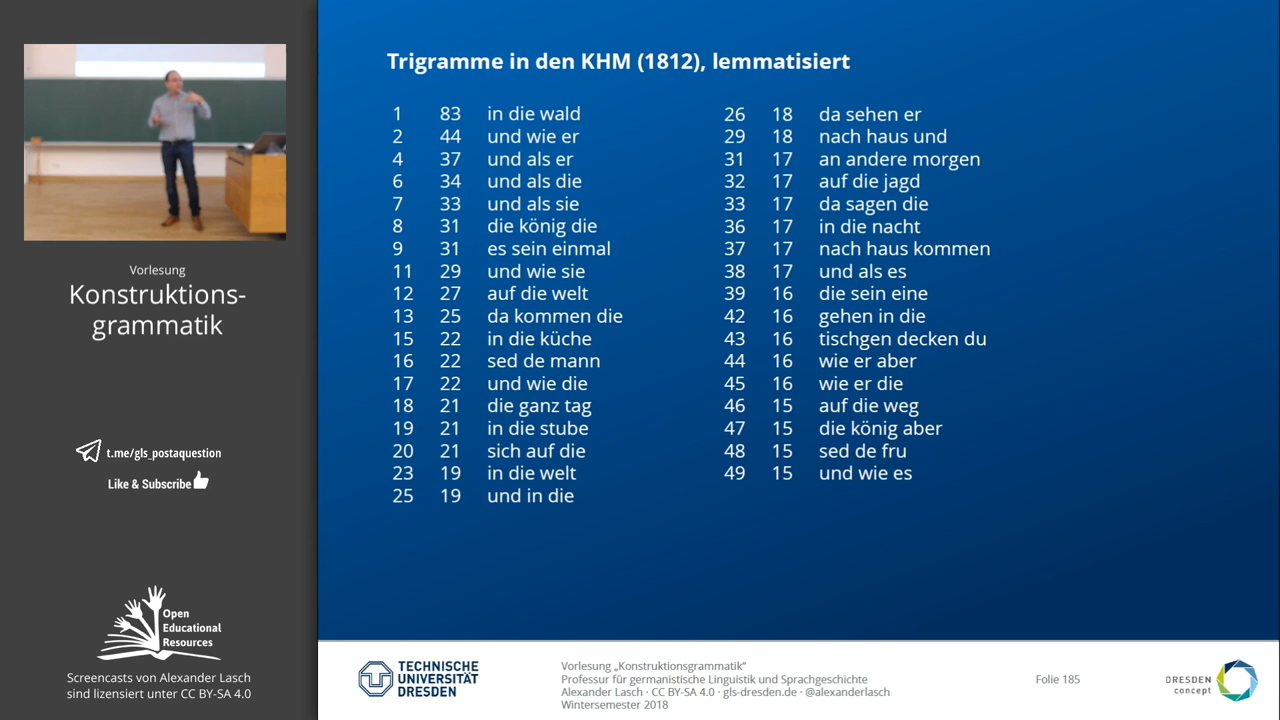 Trigramme in den KHM (1812), lemmatisiert
1 83 in die wald
2 44 und wie er
4 37 und als er
6 34 und als die
7 33 und als sie
8 31 die könig die
9 31 es sein einmal
11 29 und wie sie
12 27 auf die welt
13 25 da kommen die
15 22 in die küche
16 22 sed de mann
17 22 und wie die
18 21 die ganz tag
19 21 in die stube
20 21 sich auf die
23 19 in die welt
25 19 und in die
26 18 da sehen er
29 18 nach haus und
31 17 an andere morgen
32 17 auf die jagd
33 17 da sagen die
36 17 in die nacht
37 17 nach haus kommen
38 17 und als es
39 16 die sein eine
42 16 gehen in die
43 16 tischgen decken du
44 16 wie er aber
45 16 wie er die
46 15 auf die weg
47 15 die könig aber
48 15 sed de fru
49 15 und wie es
Vorlesung
Konstruktions-
grammatik
t.me/gls_postaquestion
Like & Subscribe
Open
Educational
Resources
Screencasts von Alexander Lasch
sind lizensiert unter CC BY-SA 4.0
TECHNISCHE
UNIVERSITÄT
DRESDEN
Vorlesung „Konstruktionsgrammatik“
Professur für germanistische Linguistik und Sprachgeschichte
Alexander Lasch · CC BY-SA 4.0 · gls-dresden.de · @alexanderlasch
Wintersemester 2018
Folie 185
DRESDEN
concept